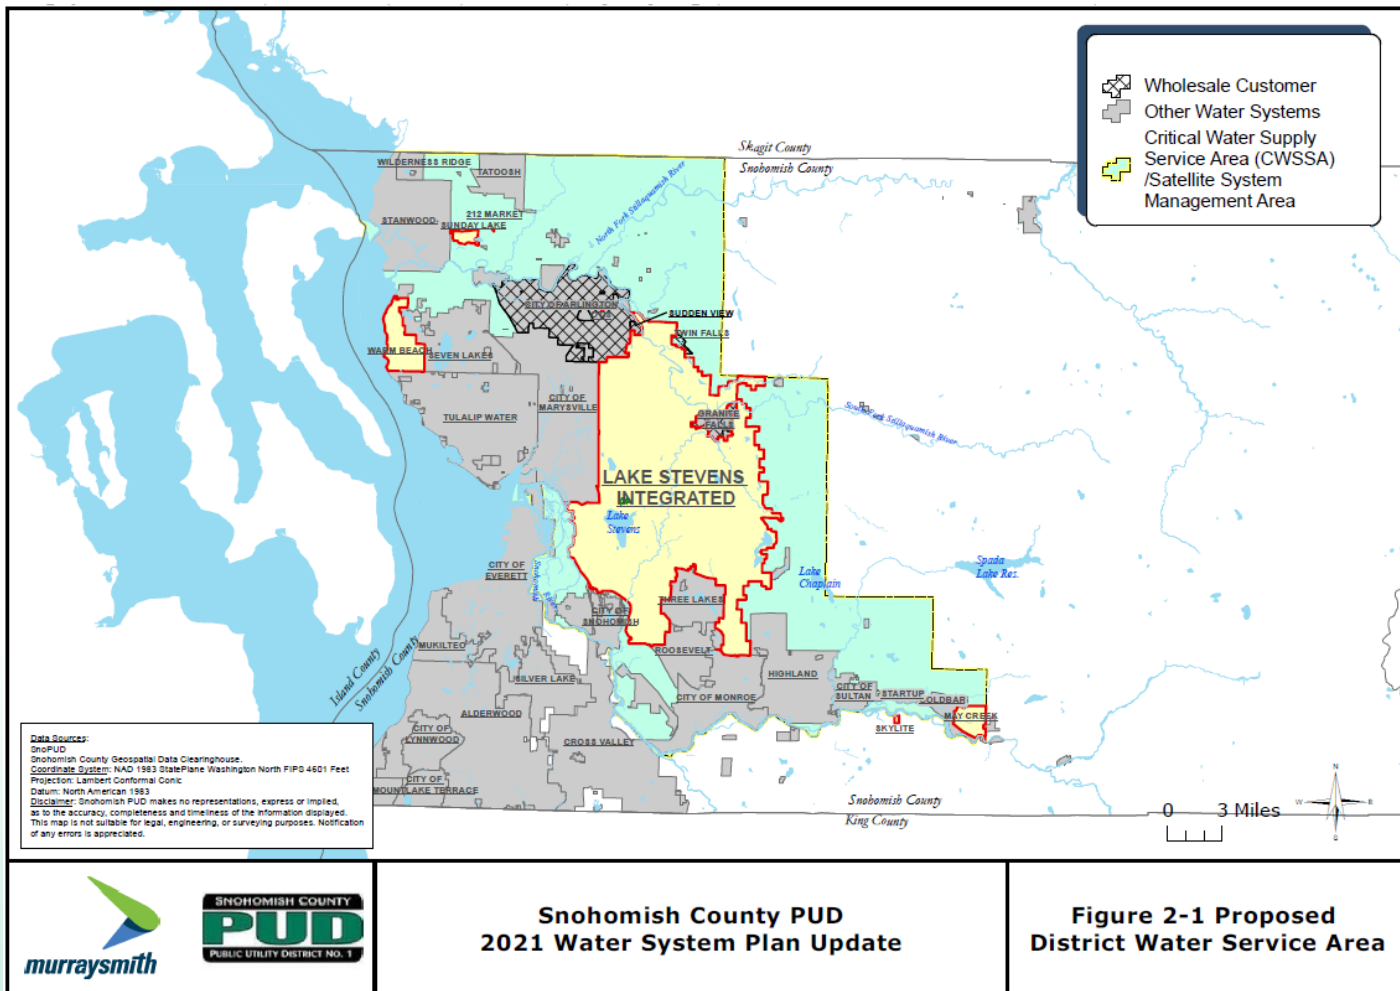 Wholesale Customer
Other Water Systems
Critical Water Supply
Service Area (CWSSA)
/Satellite System
Management Area
Skagit County
Snohomish County
WILDERNESS RIDGE
TATOOSH
North Fork Stillaguamish River
STANWOOD
212 MARKET
SUNDAY LAKE
CITY OF ARLINGTON
SUDDEN VIEW
TWIN FALLS
WARM BEACH
SEVEN LAKES
CITY OF
MARYSVILLE
TULALIP WATER
GRANITE
FALLS
South Fork Stillaguamish River
LAKE STEVENS
INTEGRATED
Lake
Stevens
CITY OF
EVERETT
Snohomish
River
Lake
Chaplain
Spada
Lake Res.
THREE LAKES
CITY OF
SNOHOMISH
MUKILTEO
ROOSEVELT
SILVER LAKE
HIGHLAND
CITY OF MONROE
CITY OF
SULTAN
STARTUP
GOLDBAR
MAY CREEK
SKYLITE
Island County
Snohomish County
ALDERWOOD
CITY OF
LYNNWOOD
CROSS VALLEY
CITY OF
MOUNTLAKE TERRACE
Snohomish County
King County
0 3 Miles
N
W E
S
Data Sources:
SnoPUD
Snohomish County Geospatial Data Clearinghouse.
Coordinate System: NAD 1983 StatePlane Washington North FIPS 4601 Feet
Projection: Lambert Conformal Conic
Datum: North American 1983
Disclaimer: Snohomish PUD makes no representations, express or implied,
as to the accuracy, completeness and timeliness of the information displayed.
This map is not suitable for legal, engineering, or surveying purposes. Notification
of any errors is appreciated.
murraysmith
SNOHOMISH COUNTY
PUD
PUBLIC UTILITY DISTRICT NO. 1
Snohomish County PUD
2021 Water System Plan Update
Figure 2-1 Proposed
District Water Service Area